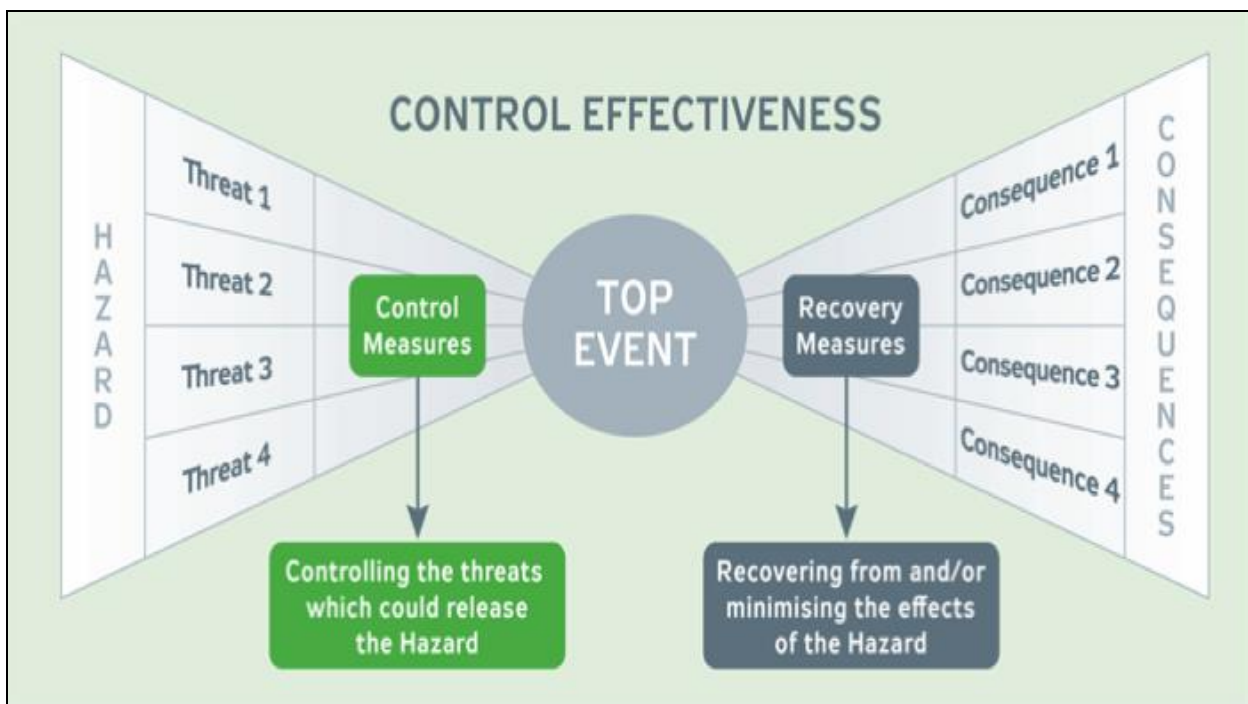 CONTROL EFFECTIVENESS
HAZARD
Threat 1
Threat 2
Threat 3
Threat 4
Control
Measures
TOP
EVENT
Recovery
Measures
Consequence 1
Consequence 2
Consequence 3
Consequence 4
CONSEQUENCES
Controlling the threats
which could release
the Hazard
Recovering from and/or
minimising the effects
of the Hazard